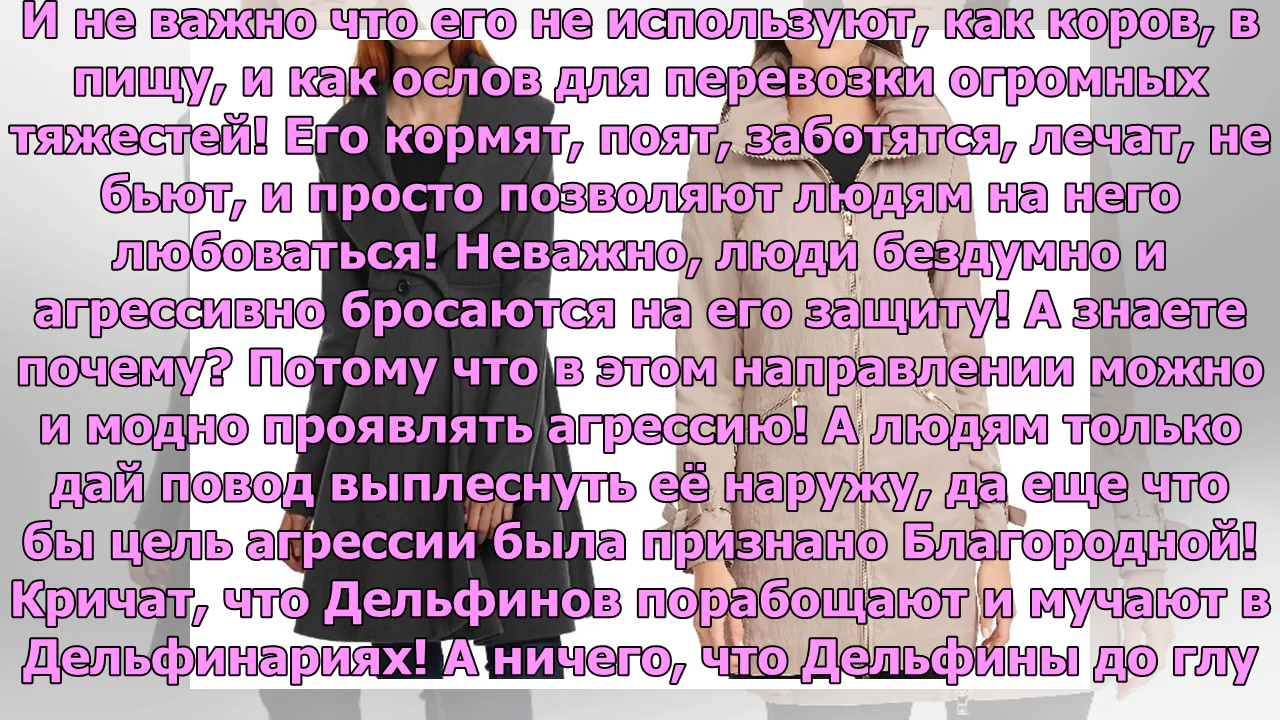 И не важно что его не используют, как коров, в
пищу, и как ослов для перевозки огромных
тяжестей! Его кормят, поят, заботятся, лечат, не
бьют, и просто позволяют людям на него
любоваться! Неважно, люди бездумно и
агрессивно бросаются на его защиту! А знаете
почему? Потому что в этом направлении можно
и модно проявлять агрессию! А людям только
дай повод выплеснуть её наружу, да еще что
бы цель агрессии была признано Благородной!
Кричат, что Дельфинов порабощают и мучают в
Дельфинариях! А ничего, что Дельфины до глу